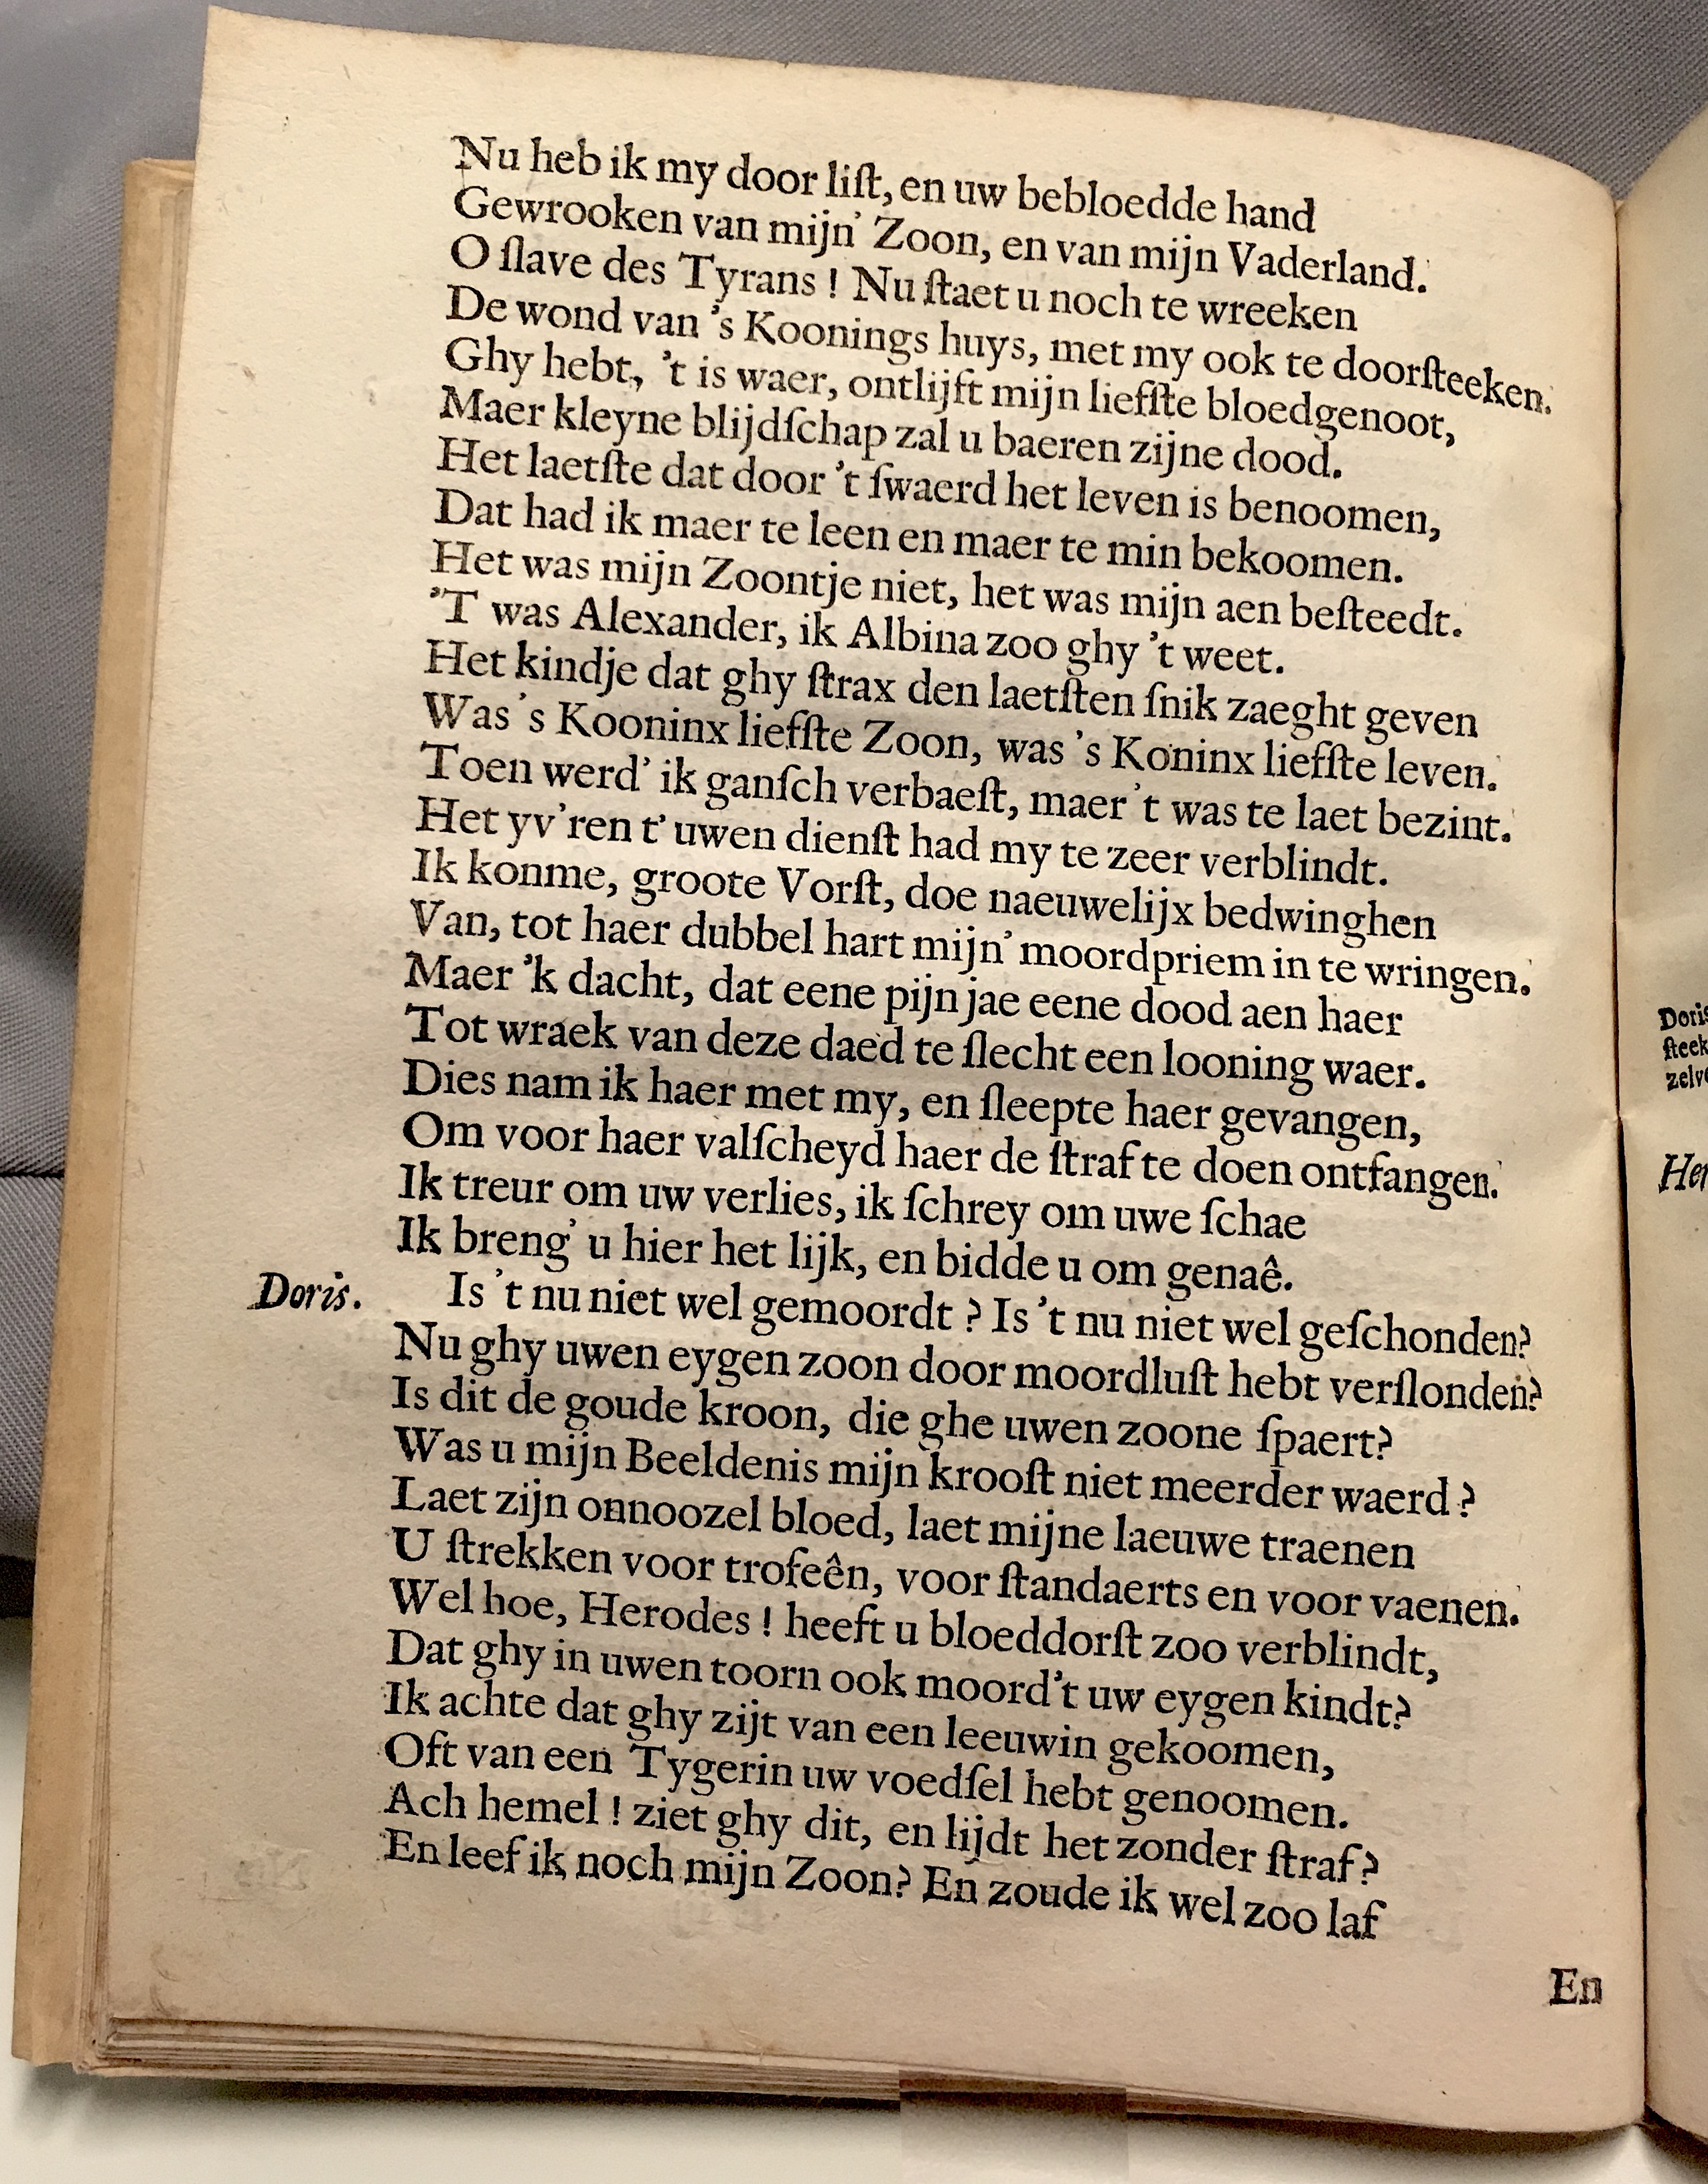 Nu heb ik my door liſt, en uw bebloedde hand
Gewrooken van mijn' Zoon, en van mijn Vaderland.
O ſlave des Tyrans ! Nu ſtaet u noch te wreeken
De wond van 's Koonings huys, met my ook te doorſteeken.
Ghy hebt, 't is waer, ontlijft mijn liefſte bloedgenoot,
Maer kleyne blijdſchap zal u baeren zijne dood.
Het laetſte dat door 't ſwaerd het leven is benoomen,
Dat had ik maer te leen en maer te min bekoomen.
Het was mijn Zoontje niet, het was mijn aen beſteedt.
'T was Alexander, ik Albina zoo ghy 't weet.
Het kindje dat ghy ſtrax den laetſten ſnik zaeght geven
Was 's Kooninx liefſte Zoon, was 's Koninx liefſte leven.
Toen werd' ik ganſch verbaeſt, maer 't was te laet bezint.
Het yv'ren t' uwen dienſt had my te zeer verblindt.
Ik konme, groote Vorſt, doe naeuwelijx bedwinghen
Van, tot haer dubbel hart mijn' moordpriem in te wringen.
Maer 'k dacht, dat eene pijn jae eene dood aen haer
Tot wraek van deze daed te ſlecht een looning waer.
Dies nam ik haer met my, en ſleepte haer gevangen,
Om voor haer valſcheyd haer de ſtraf te doen ontfangen.
Ik treur om uw verlies, ik ſchrey om uwe ſchae
Ik breng' u hier het lijk, en bidde u om genaê.
Doris. Is 't nu niet wel gemoordt ? Is 't nu niet wel geſchonden?
Nu ghy uwen eygen zoon door moordluſt hebt verſlonden?
Is dit de goude kroon, die ghe uwen zoone ſpaert?
Was u mijn Beeldenis mijn krooſt niet meerder waerd ?
Laet zijn onnoozel bloed, laet mijne laeuwe traenen
U ſtrekken voor trofeên, voor ſtandaerts en voor vaenen.
Wel hoe, Herodes ! heeft u bloeddorſt zoo verblindt,
Dat ghy in uwen toorn ook moord't uw eygen kindt?
Ik achte dat ghy zijt van een leeuwin gekoomen,
Oft van een Tygerin uw voedſel hebt genoomen.
Ach hemel ! ziet ghy dit, en lijdt het zonder ſtraf?
En leef ik noch mijn Zoon? En zoude ik wel zoo laf
En
Doris
ſteek